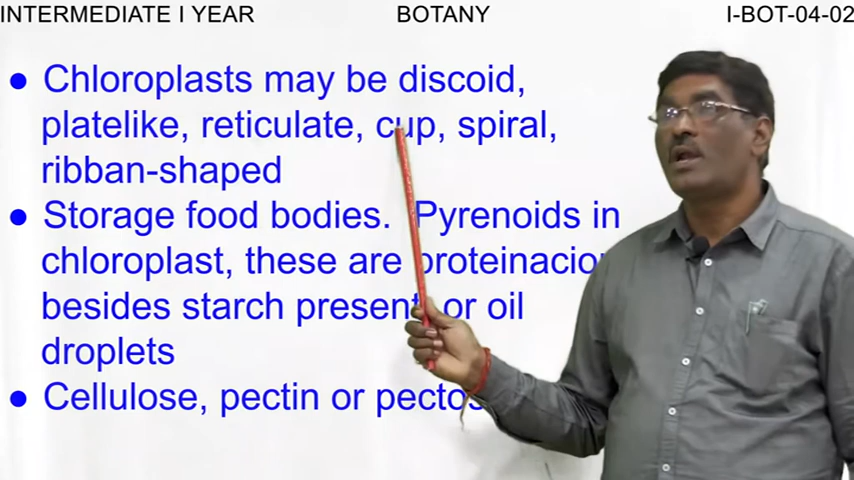 INTERMEDIATE I YEAR BOTANY I-BOT-04-02
● Chloroplasts may be discoid,
platelike, reticulate, cup, spiral,
ribban-shaped
● Storage food bodies. Pyrenoids in
chloroplast, these are
besides starch present or oil
droplets
● Cellulose, pectin or